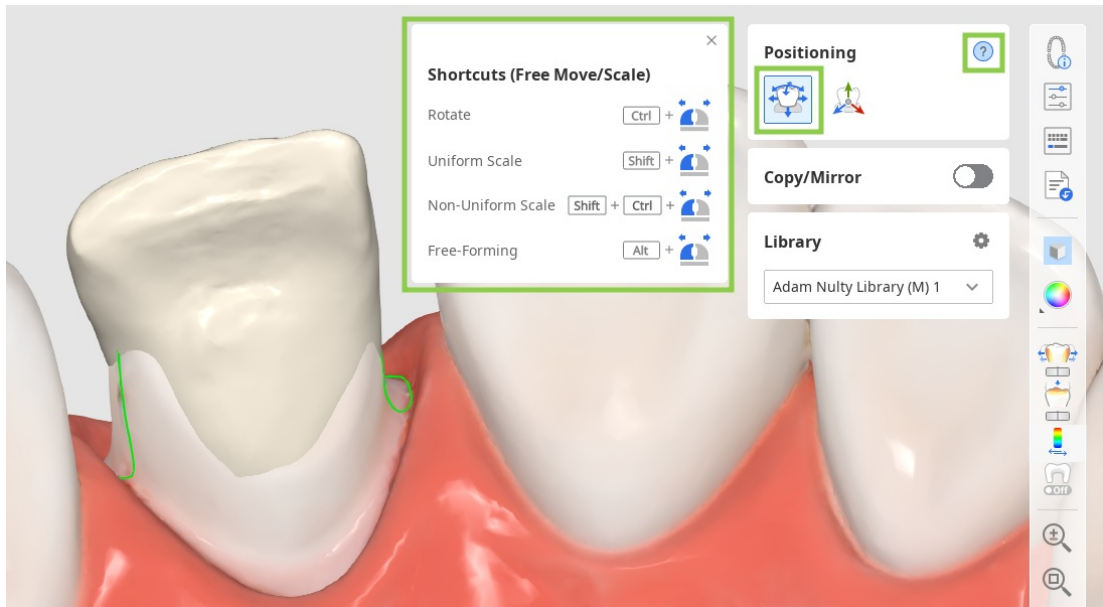 Shortcuts (Free Move/Scale)
Rotate Ctrl +
Uniform Scale Shift +
Non-Uniform Scale Shift + Ctrl +
Free-Forming Alt +
Positioning ?
Copy/Mirror
Library
Adam Nulty Library (M) 1
Off